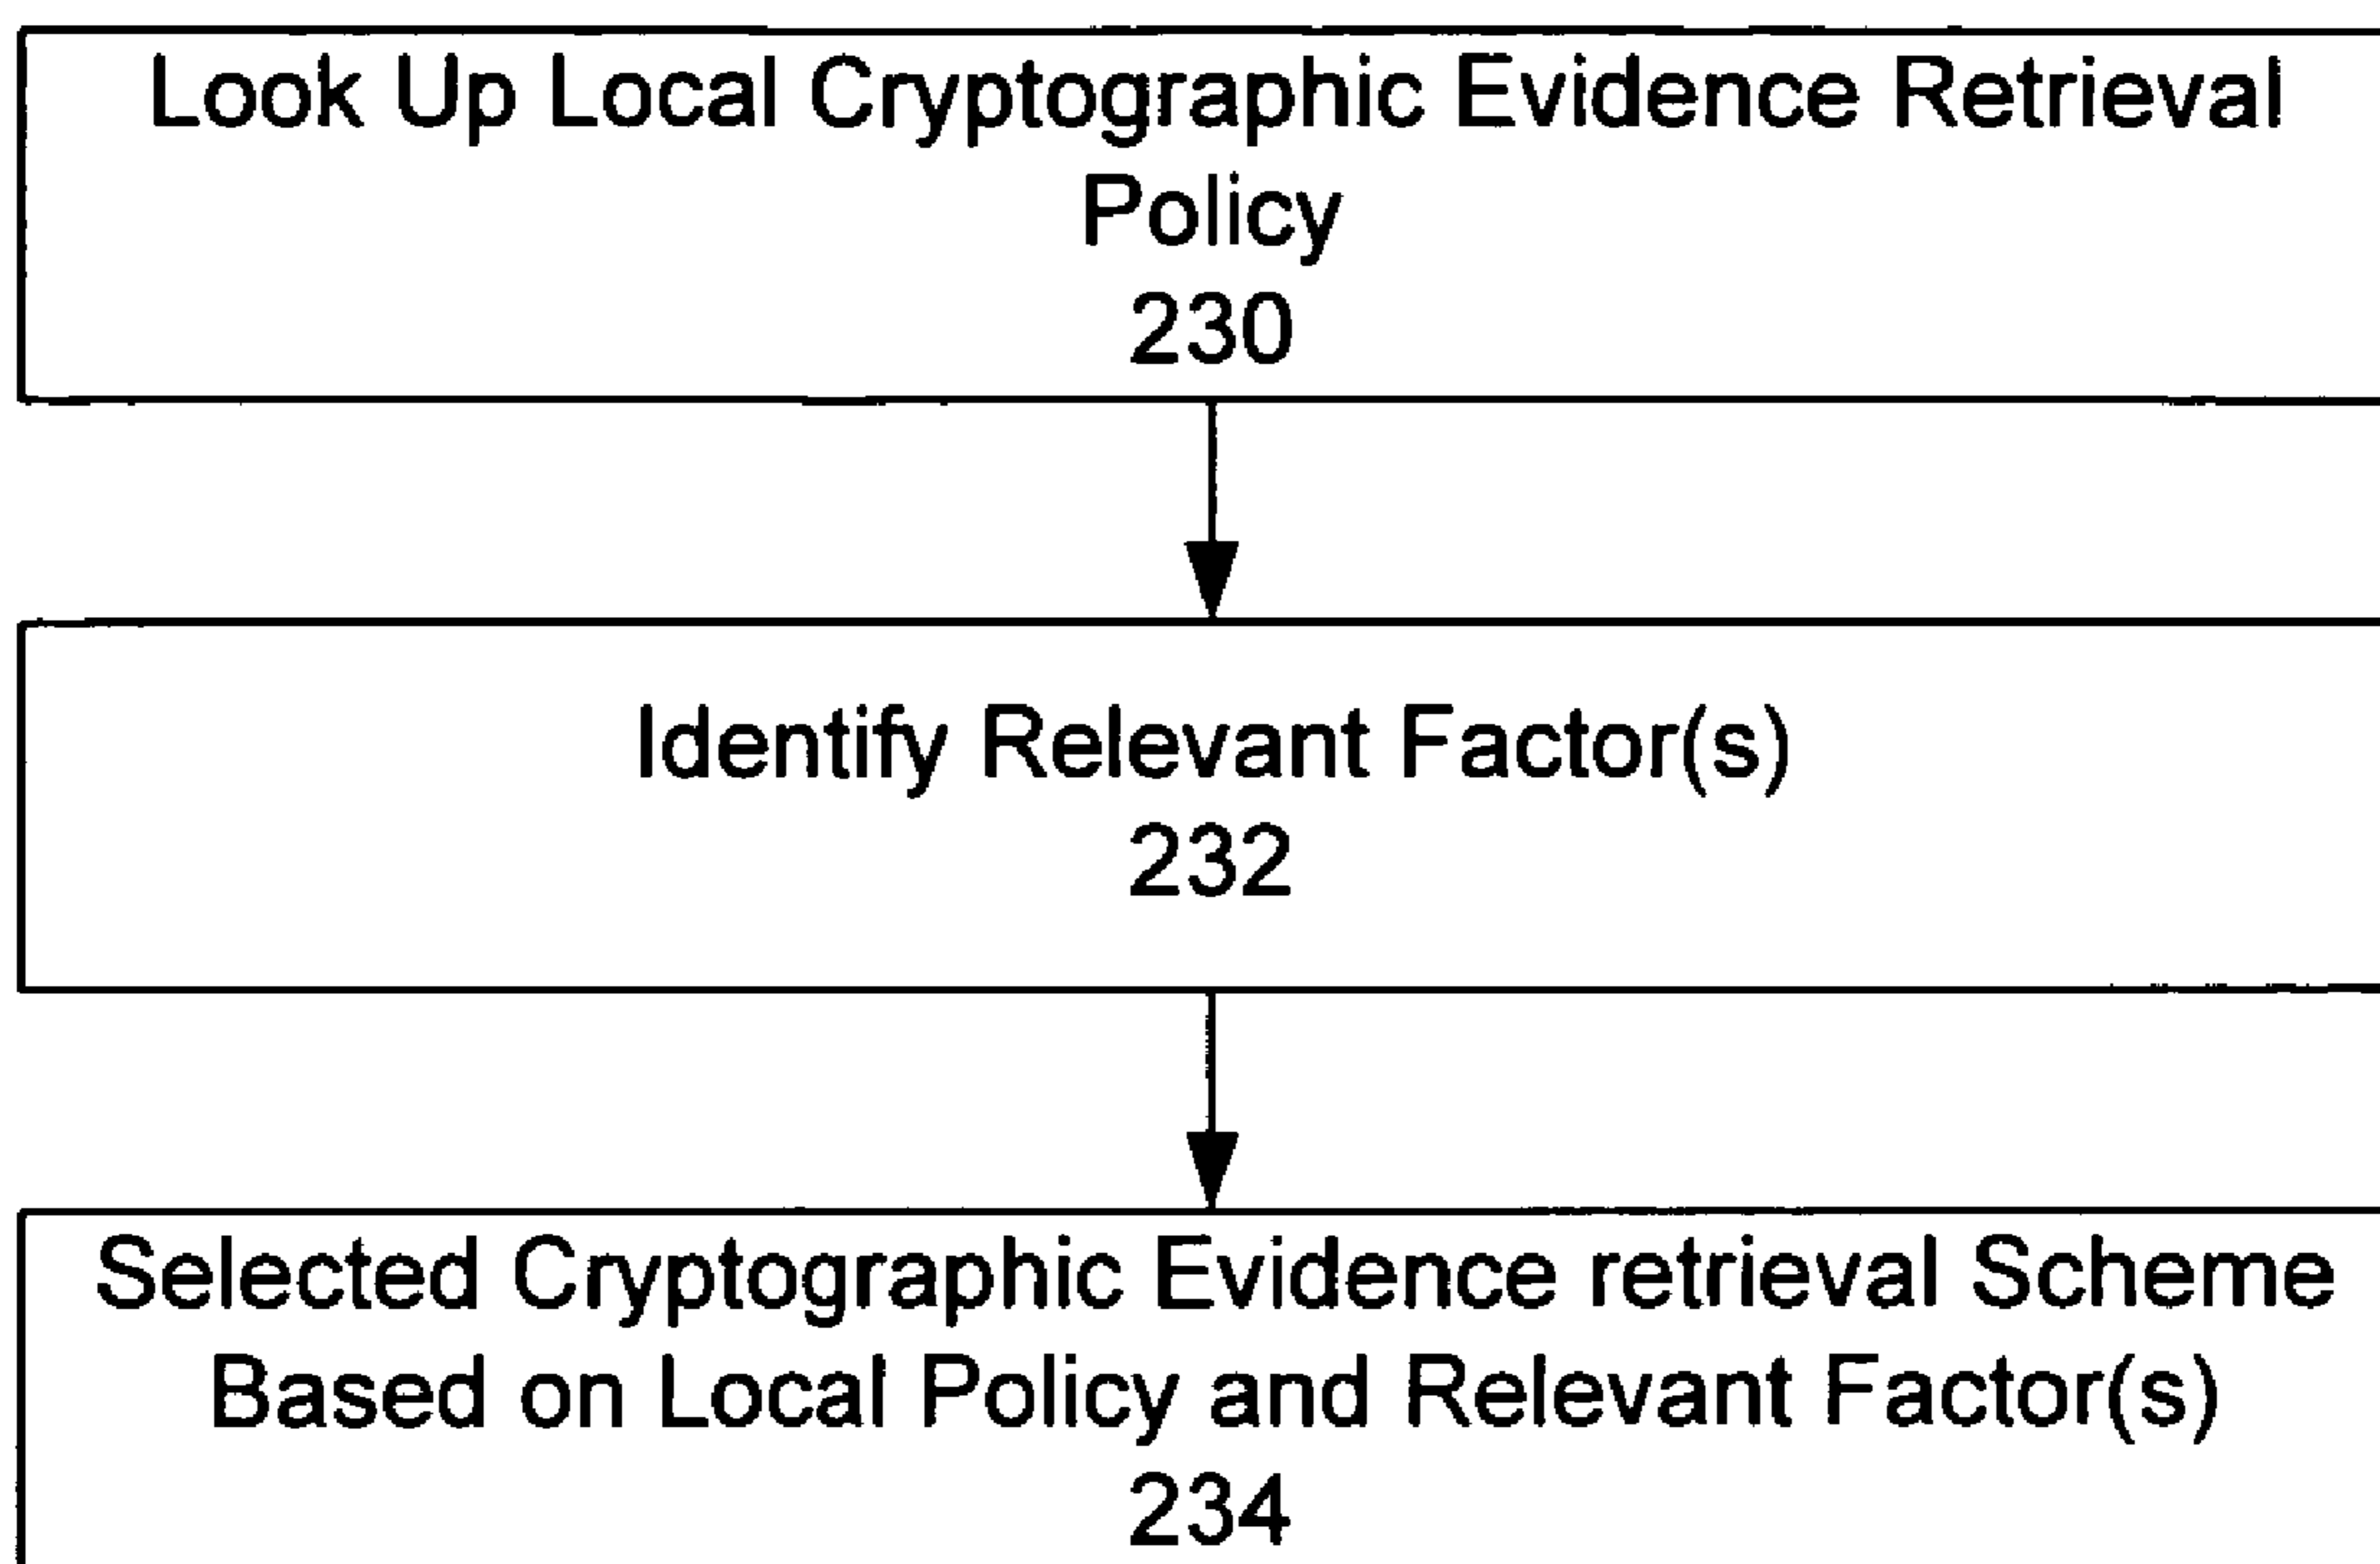 Look Up Local Cryptographic Evidence Retrieval
Policy
230
Identify Relevant Factor(s)
232
Selected Cryptographic Evidence retrieval Scheme
Based on Local Policy and Relevant Factor(s)
234